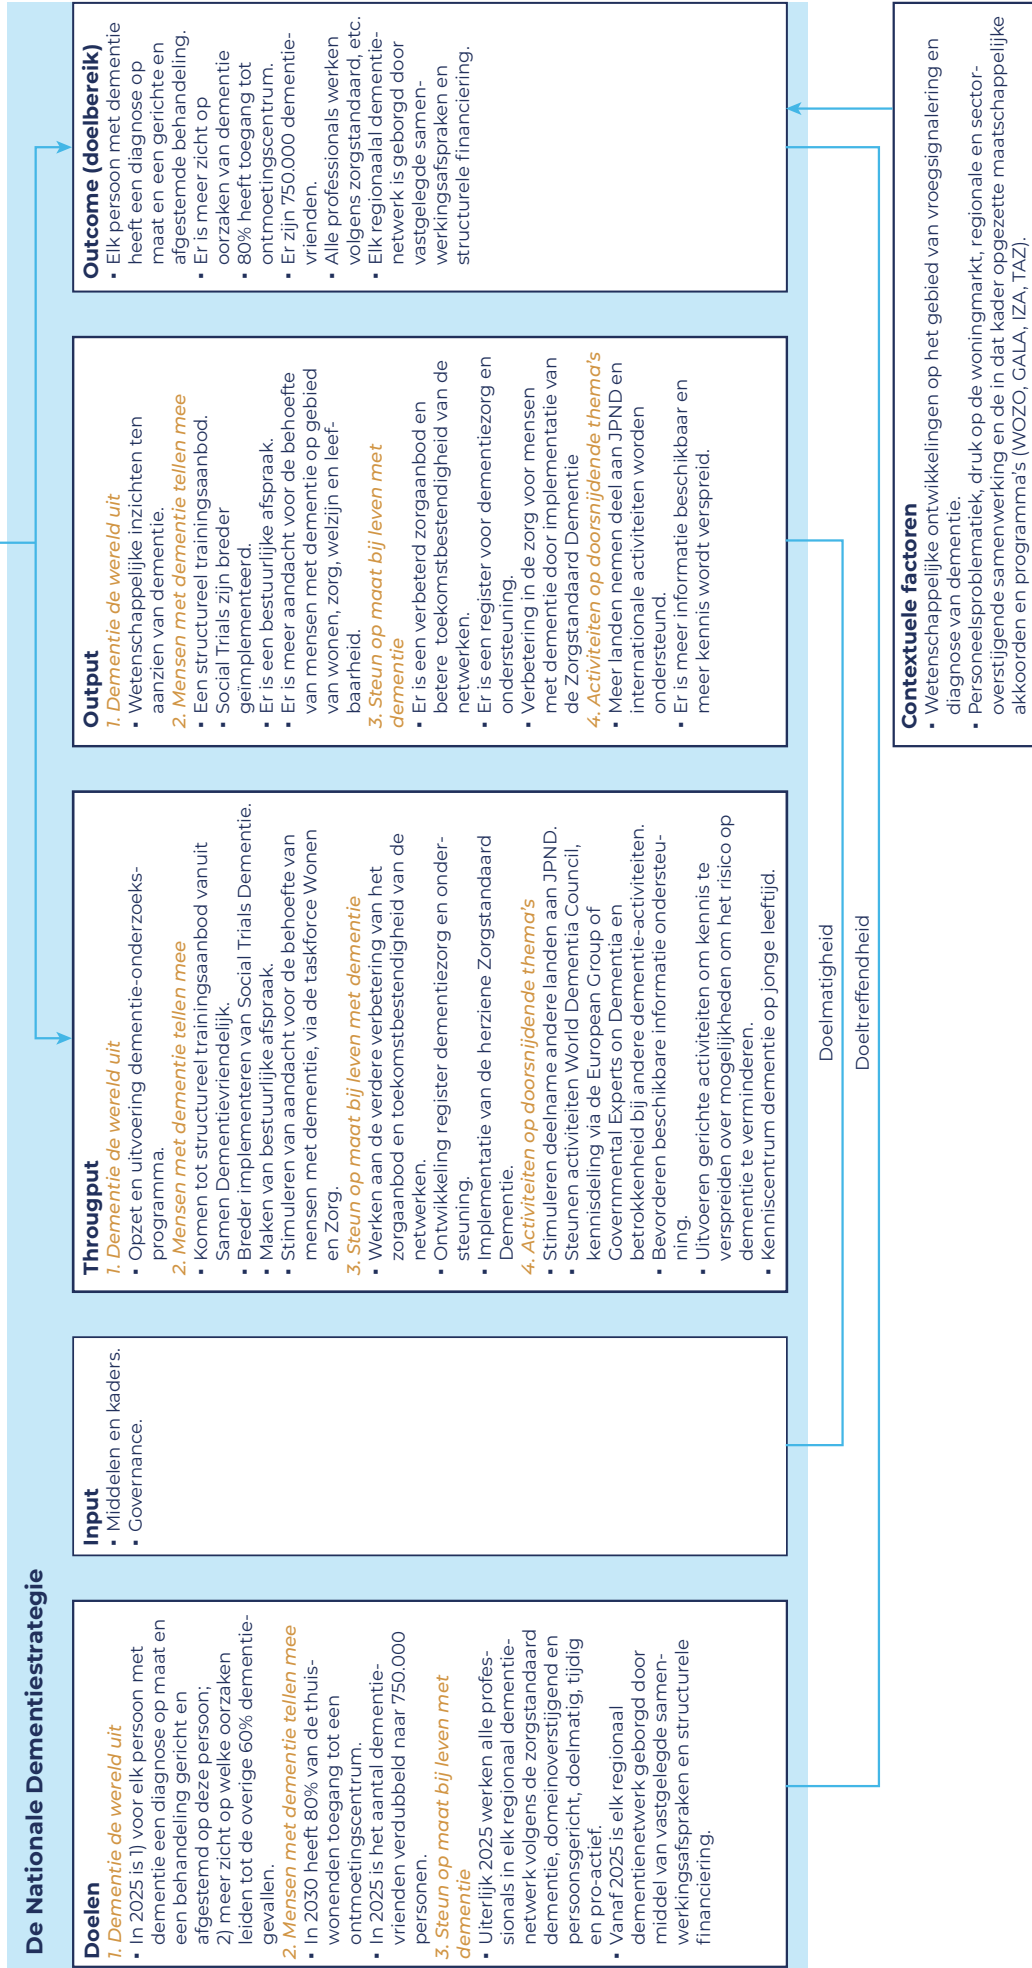 De Nationale Dementiestrategie
Doelen
1. Dementie de wereld uit
▪ In 2025 is 1) voor elk persoon met
dementie een diagnose op maat en
een behandeling gericht en
afgestemd op deze persoon;
2) meer zicht op welke oorzaken
leiden tot de overige 60% dementie-
gevallen.
2. Mensen met dementie tellen mee
▪ In 2030 heeft 80% van de thuis-
wonenden toegang tot een
ontmoetingscentrum.
▪ In 2025 is het aantal dementie-
vrienden verdubbeld naar 750.000
personen.
3. Steun op maat bij leven met
dementie
▪ Uiterlijk 2025 werken alle profes-
sionals in elk regionaal dementie-
netwerk volgens de zorgstandaard
dementie, domeinoverstijgend en
persoonsgericht, doelmatig, tijdig
en pro-actief.
▪ Vanaf 2025 is elk regionaal
dementienetwerk geborgd door
middel van vastgelegde samen-
werkingsafspraken en structurele
financiering.
Input
▪ Middelen en kaders.
▪ Governance.
Througput
1. Dementie de wereld uit
▪ Opzet en uitvoering dementie-onderzoeks-
programma.
2. Mensen met dementie tellen mee
▪ Komen tot structureel trainingsaanbod vanuit
Samen Dementievriendelijk.
▪ Breder implementeren van Social Trials Dementie.
▪ Maken van bestuurlijke afspraak.
▪ Stimuleren van aandacht voor de behoefte van
mensen met dementie, via de taskforce Wonen
en Zorg.
3. Steun op maat bij leven met dementie
▪ Werken aan de verdere verbetering van het
zorgaanbod en toekomstbestendigheid van de
netwerken.
▪ Ontwikkeling register dementiezorg en onder-
steuning.
▪ Implementatie van de herziene Zorgstandaard
Dementie.
4. Activiteiten op doorsnijdende thema's
▪ Stimuleren deelname andere landen aan JPND.
▪ Steunen activiteiten World Dementia Council,
kennisdeling via de European Group of
Governmental Experts on Dementia en
betrokkenheid bij andere dementie-activiteiten.
▪ Bevorderen beschikbare informatie ondersteu-
ning.
▪ Uitvoeren gerichte activiteiten om kennis te
verspreiden over mogelijkheden om het risico op
dementie te verminderen.
▪ Kenniscentrum dementie op jonge leeftijd.
Output
1. Dementie de wereld uit
▪ Wetenschappelijke inzichten ten
aanzien van dementie.
2. Mensen met dementie tellen mee
▪ Een structureel trainingsaanbod.
▪ Social Trials zijn breder
geïmplementeerd.
▪ Er is een bestuurlijke afspraak.
▪ Er is meer aandacht voor de behoefte
van mensen met dementie op gebied
van wonen, zorg, welzijn en leef-
baarheid.
3. Steun op maat bij leven met
dementie
▪ Er is een verbeterd zorgaanbod en
betere toekomstbestendigheid van de
netwerken.
▪ Er is een register voor dementiezorg en
ondersteuning.
▪ Verbetering in de zorg voor mensen
met dementie door implementatie van
de Zorgstandaard Dementie
4. Activiteiten op doorsnijdende thema's
▪ Meer landen nemen deel aan JPND en
internationale activiteiten worden
ondersteund.
▪ Er is meer informatie beschikbaar en
meer kennis wordt verspreid.
Outcome (doelbereik)
▪ Elk persoon met dementie
heeft een diagnose op
maat en een gerichte en
afgestemde behandeling.
▪ Er is meer zicht op
oorzaken van dementie
▪ 80% heeft toegang tot
ontmoetingscentrum.
▪ Er zijn 750.000 dementie-
vrienden.
▪ Alle professionals werken
volgens zorgstandaard, etc.
▪ Elk regionaal dementie-
netwerk is geborgd door
vastgelegde samen-
werkingsafspraken en
structurele financiering.
Doelmatigheid
Doeltreffendheid
Contextuele factoren
▪ Wetenschappelijke ontwikkelingen op het gebied van vroegsignalering en
diagnose van dementie.
▪ Personeelsproblematiek, druk op de woningmarkt, regionale en sector-
overstijgende samenwerking en de in dat kader opgezette maatschappelijke
akkoorden en programma's (WOZO, GALA, IZA, TAZ).